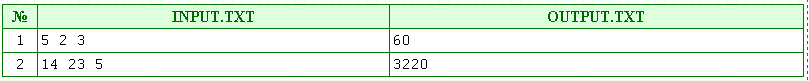 № INPUT.TXT OUTPUT.TXT
1 5 2 3 60
2 14 23 5 3220